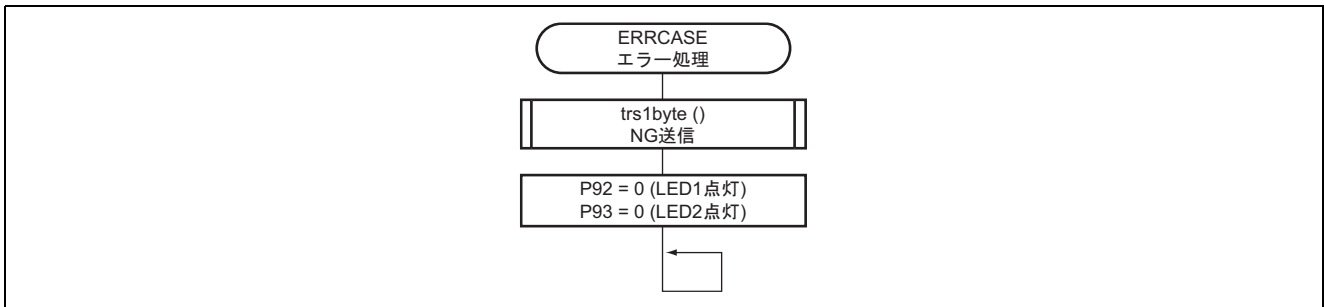 ERRCASE
エラー処理
trs1byte ()
NG送信
P92 = 0 (LED1点灯)
P93 = 0 (LED2点灯)